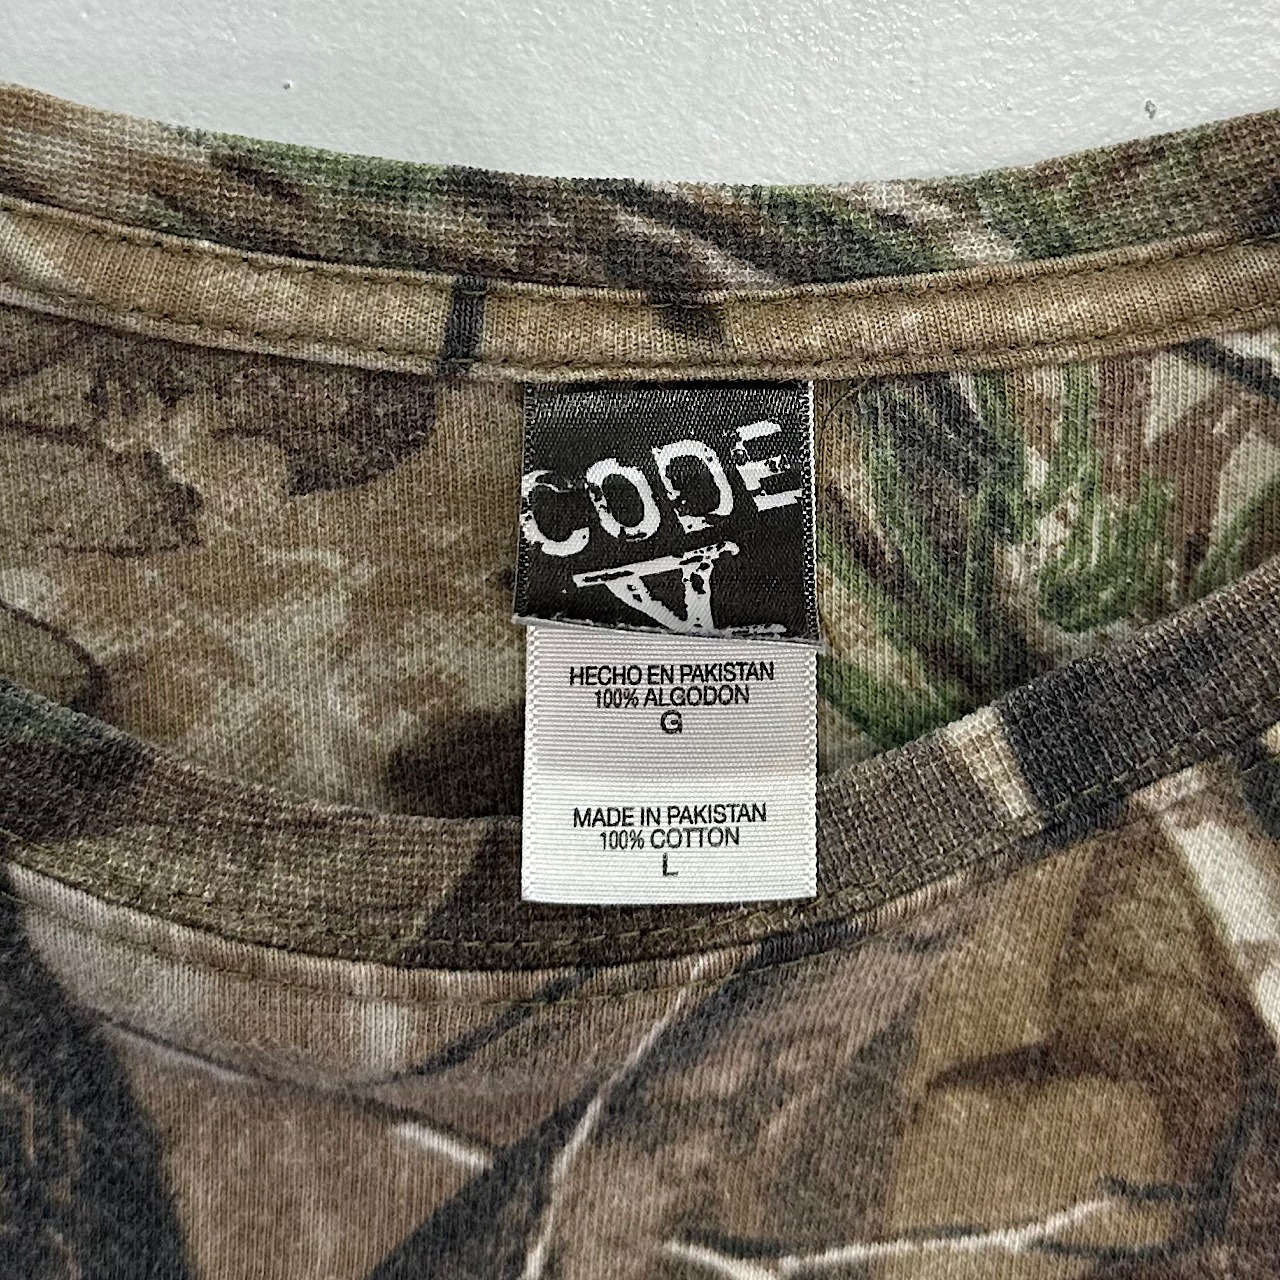 CODE
V
HECHO EN PAKISTAN
100% ALGODON
G
MADE IN PAKISTAN
100% COTTON
L